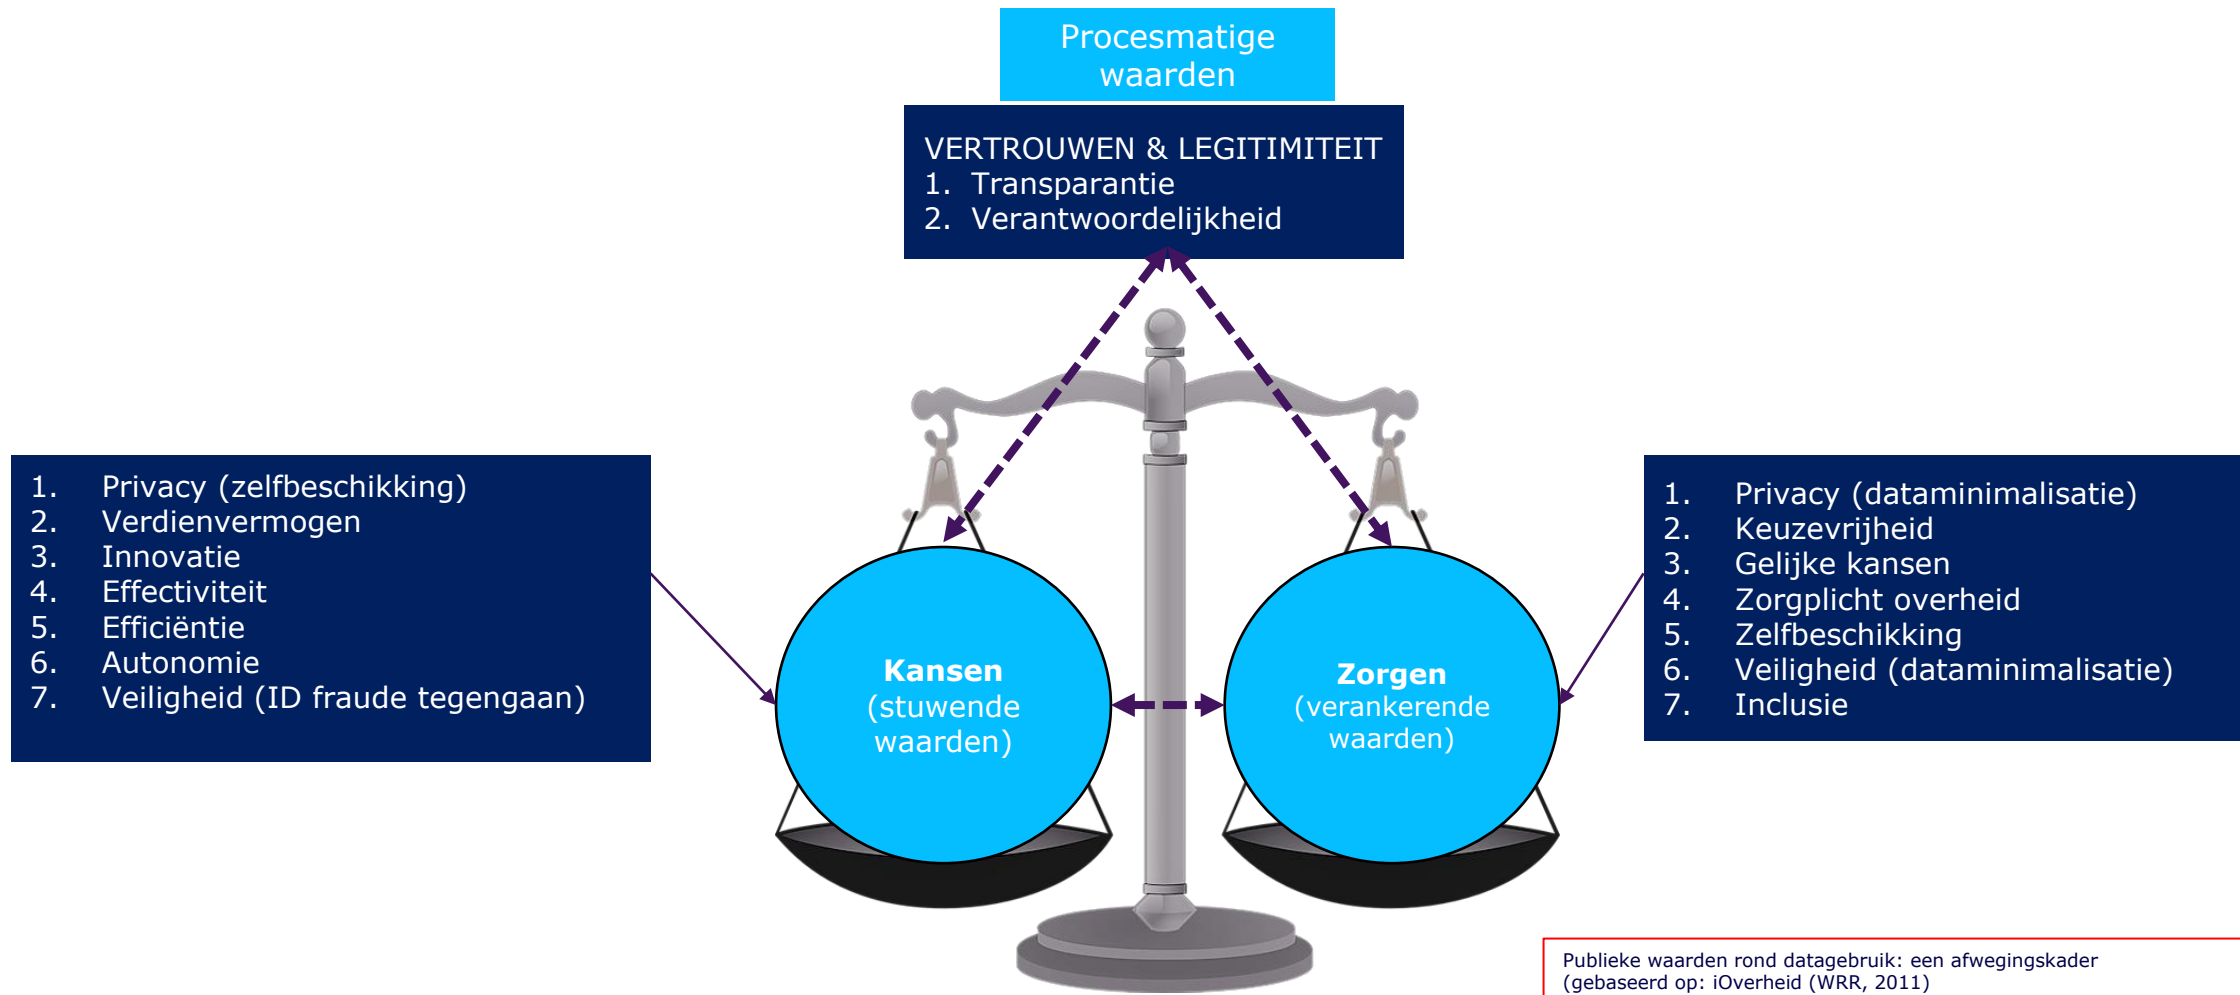 Procesmatige
waarden
VERTROUWEN & LEGITIMITEIT
1. Transparantie
2. Verantwoordelijkheid
1. Privacy (zelfbeschikking)
2. Verdienvermogen
3. Innovatie
4. Effectiviteit
5. Efficiëntie
6. Autonomie
7. Veiligheid (ID fraude tegengaan)
Kansen
(stuwende
waarden)
Zorgen
(verankerende
waarden)
1. Privacy (dataminimalisatie)
2. Keuzevrijheid
3. Gelijke kansen
4. Zorgplicht overheid
5. Zelfbeschikking
6. Veiligheid (dataminimalisatie)
7. Inclusie
Publieke waarden rond datagebruik: een afwegingskader
(gebaseerd op: iOverheid (WRR, 2011)